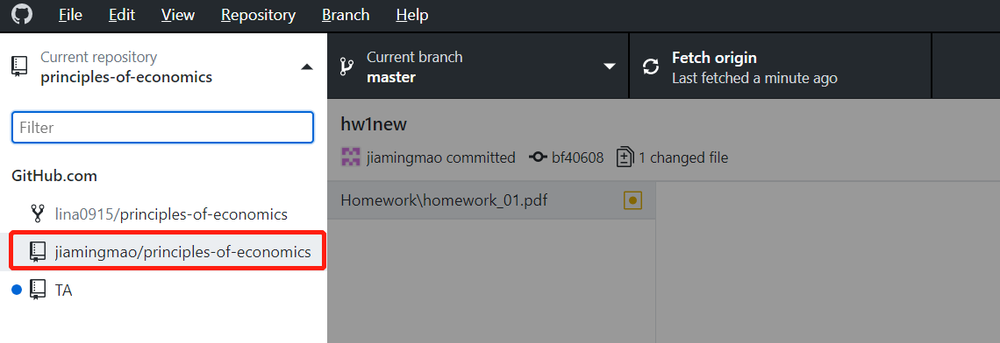 File Edit View Repository Branch Help
Current repository
principles-of-economics
Current branch
master
Fetch origin
Last fetched a minute ago
Filter
GitHub.com
lina0915/principles-of-economics
jiamingmao/principles-of-economics
TA
hw1new
jiamingmao committed bf40608 1 changed file
Homework\homework_01.pdf